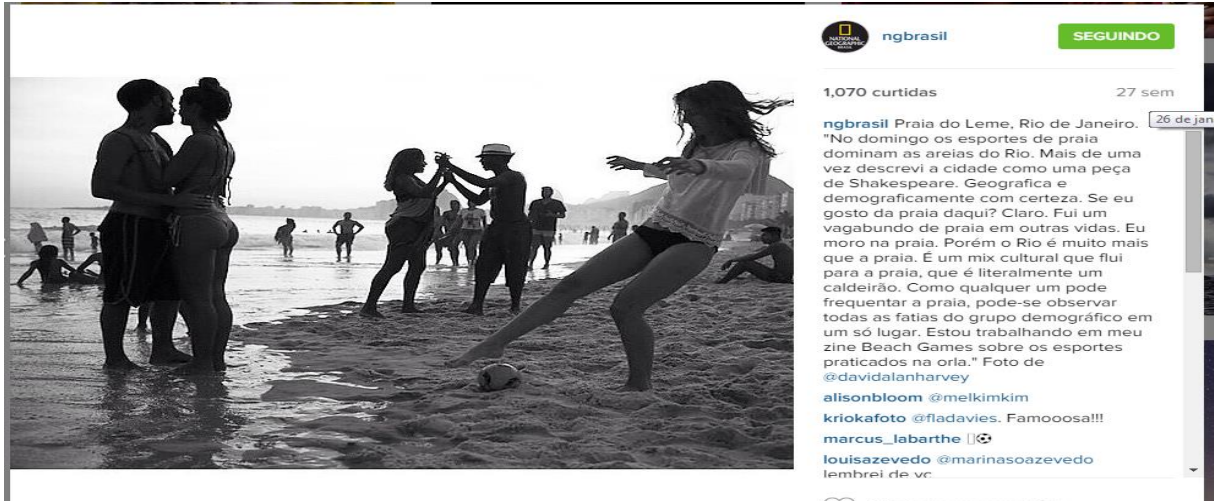 NATIONAL
GEOGRAPHIC
ngbrasil
SEGUINDO
1,070 curtidas
27 sem
26 de jan
ngbrasil Praia do Leme, Rio de Janeiro.
"No domingo os esportes de praia
dominam as areias do Rio. Mais de uma
vez descrevi a cidade como uma peça
de Shakespeare. Geografica e
demograficamente com certeza. Se eu
gosto da praia daqui? Claro. Fui um
vagabundo de praia em outras vidas. Eu
moro na praia. Porém o Rio é muito mais
que a praia. É um mix cultural que flui
para a praia, que é literalmente um
caldeirão. Como qualquer um pode
frequentar a praia, pode-se observar
todas as fatias do grupo demográfico em
um só lugar. Estou trabalhando em meu
zine Beach Games sobre os esportes
praticados na orla." Foto de
@davidalanharvey
alisonbloom @melkimkim
kriokafoto @fladavies. Famooosa!!!
marcus_labarthe ⚽
louisazevedo @marinasoazevedo
lembrei de vc